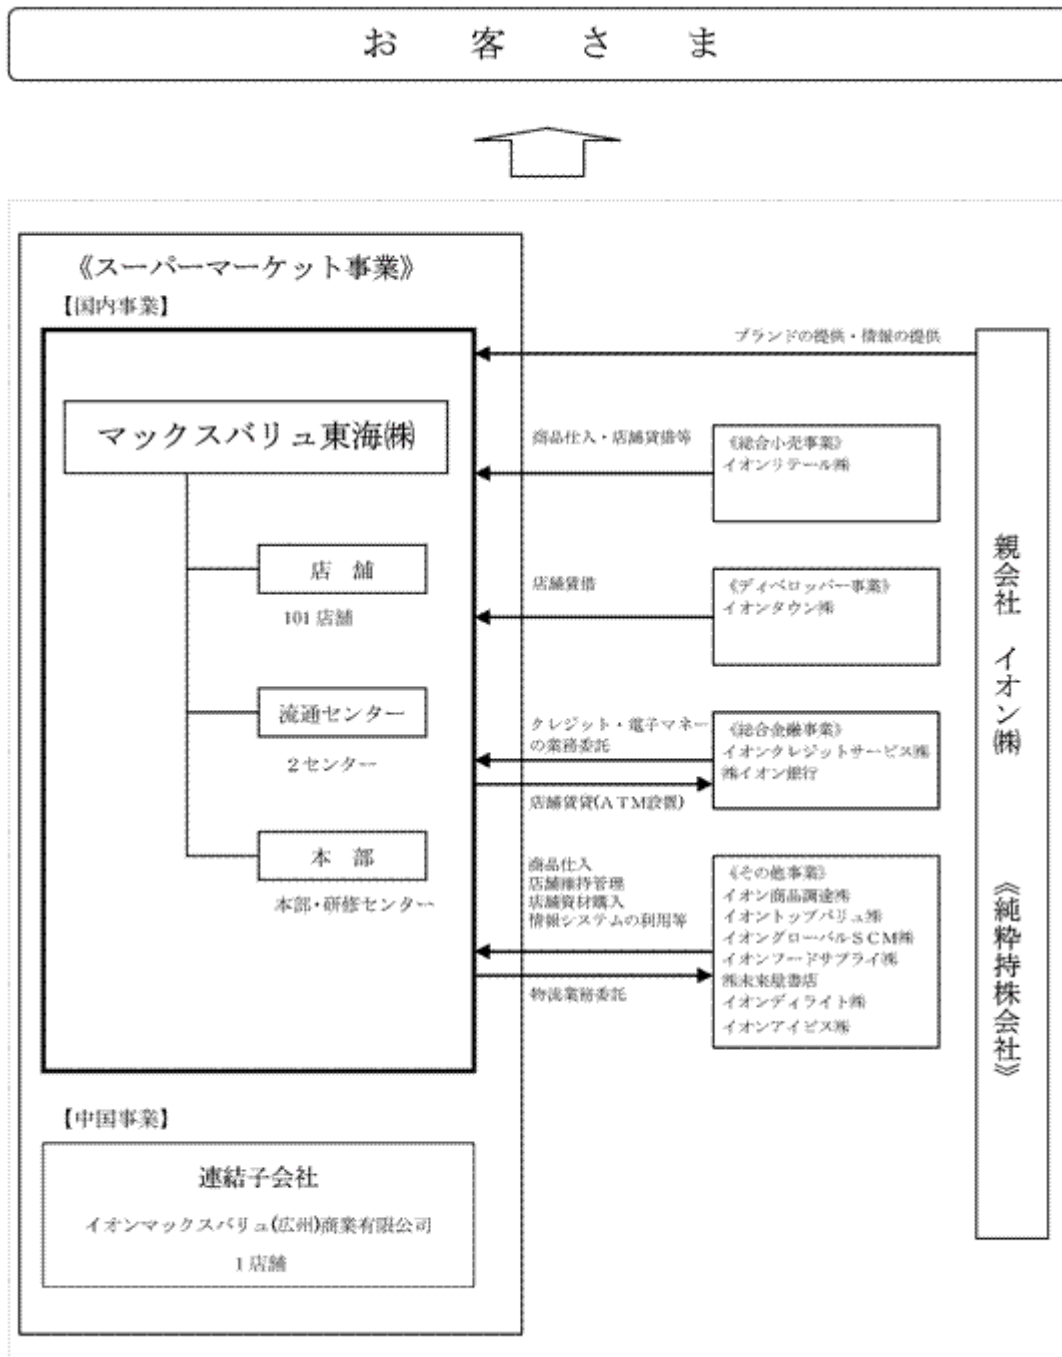 お客さま
《スーパーマーケット事業》
【国内事業】
マックスバリュ東海㈱
店舗
101店舗
流通センター
2センター
本部
本部・研修センター
ブランドの提供・情報の提供
商品仕入・店舗賃借等
《総合小売事業》
イオンリテール㈱
店舗賃借
《ディベロッパー事業》
イオンタウン㈱
クレジット・電子マネー
の業務委託
店舗賃貸(ATM設置)
《総合金融事業》
イオンクレジットサービス㈱
㈱イオン銀行
商品仕入
店舗維持管理
店舗資材購入
情報システムの利用等
物流業務委託
《その他事業》
イオン商品調達㈱
イオントップバリュ㈱
イオングローバルSCM㈱
イオンフードサプライ㈱
㈱未来屋書店
イオンディライト㈱
イオンアイビス㈱
親会社 イオン㈱ 《純粋持株会社》
【中国事業】
連結子会社
イオンマックスバリュ(広州)商業有限公司
1店舗